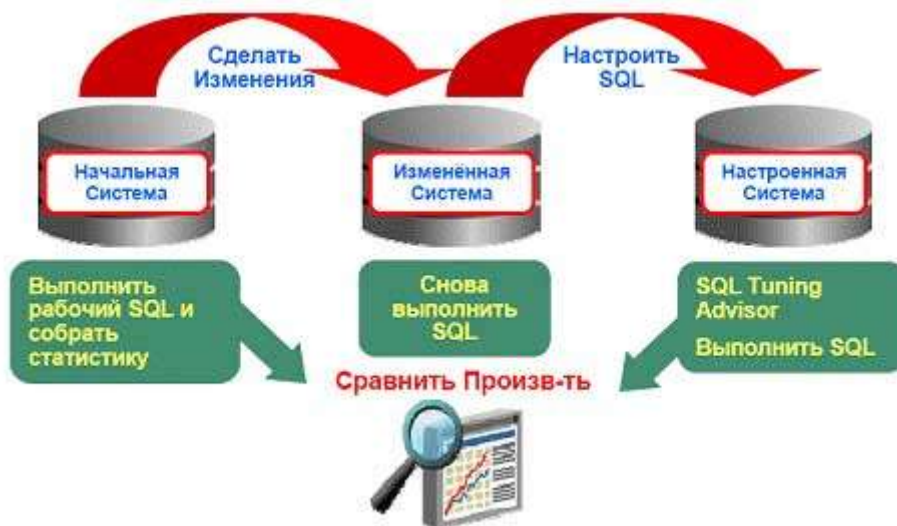 Сделать
Изменения
Настроить
SQL
Начальная
Система
Изменённая
Система
Настроенная
Система
Выполнить
рабочий SQL и
собрать
статистику
Снова
выполнить
SQL
SQL Tuning
Advisor
Выполнить SQL
Сравнить Произв-ть